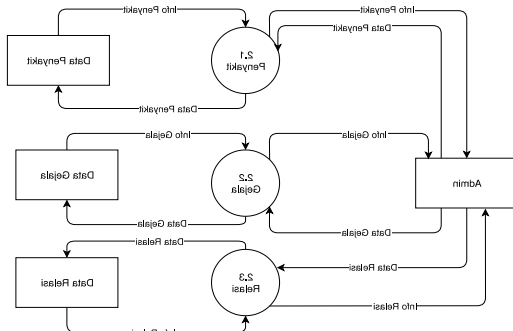 Info Penyakit
Info Penyakit
Data Penyakit
2.1
Penyakit
Data Penyakit
Data Penyakit
Info Gejala
Info Gejala
Data Gejala
2.2
Gejala
Admin
Data Gejala
Data Gejala
Data Relasi
Data Relasi
Data Relasi
2.3
Relasi
Info Relasi